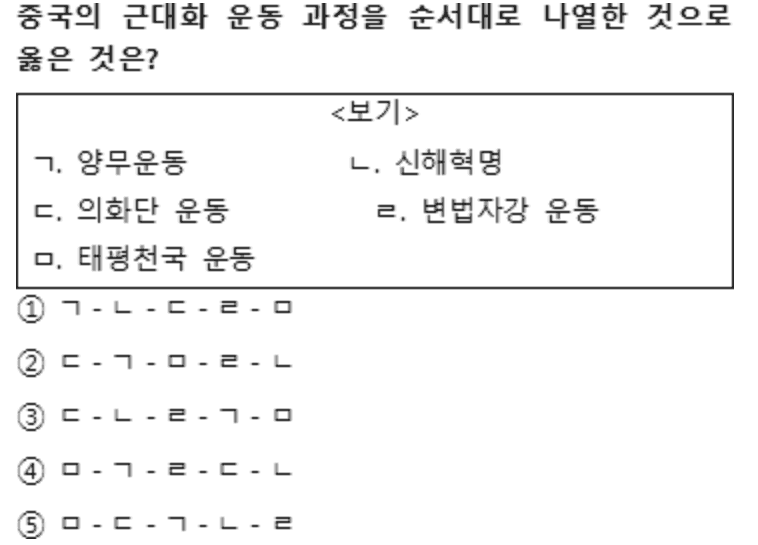 중국의 근대화 운동 과정을 순서대로 나열한 것으로
옳은 것은?
<보기>
ㄱ. 양무운동 ㄴ. 신해혁명
ㄷ. 의화단 운동 ㄹ. 변법자강 운동
ㅁ. 태평천국 운동
① ㄱ - ㄴ - ㄷ - ㄹ - ㅁ
② ㄷ - ㄱ - ㅁ - ㄹ - ㄴ
③ ㄷ - ㄴ - ㄹ - ㄱ - ㅁ
④ ㅁ - ㄱ - ㄹ - ㄷ - ㄴ
⑤ ㅁ - ㄷ - ㄱ - ㄴ - ㄹ